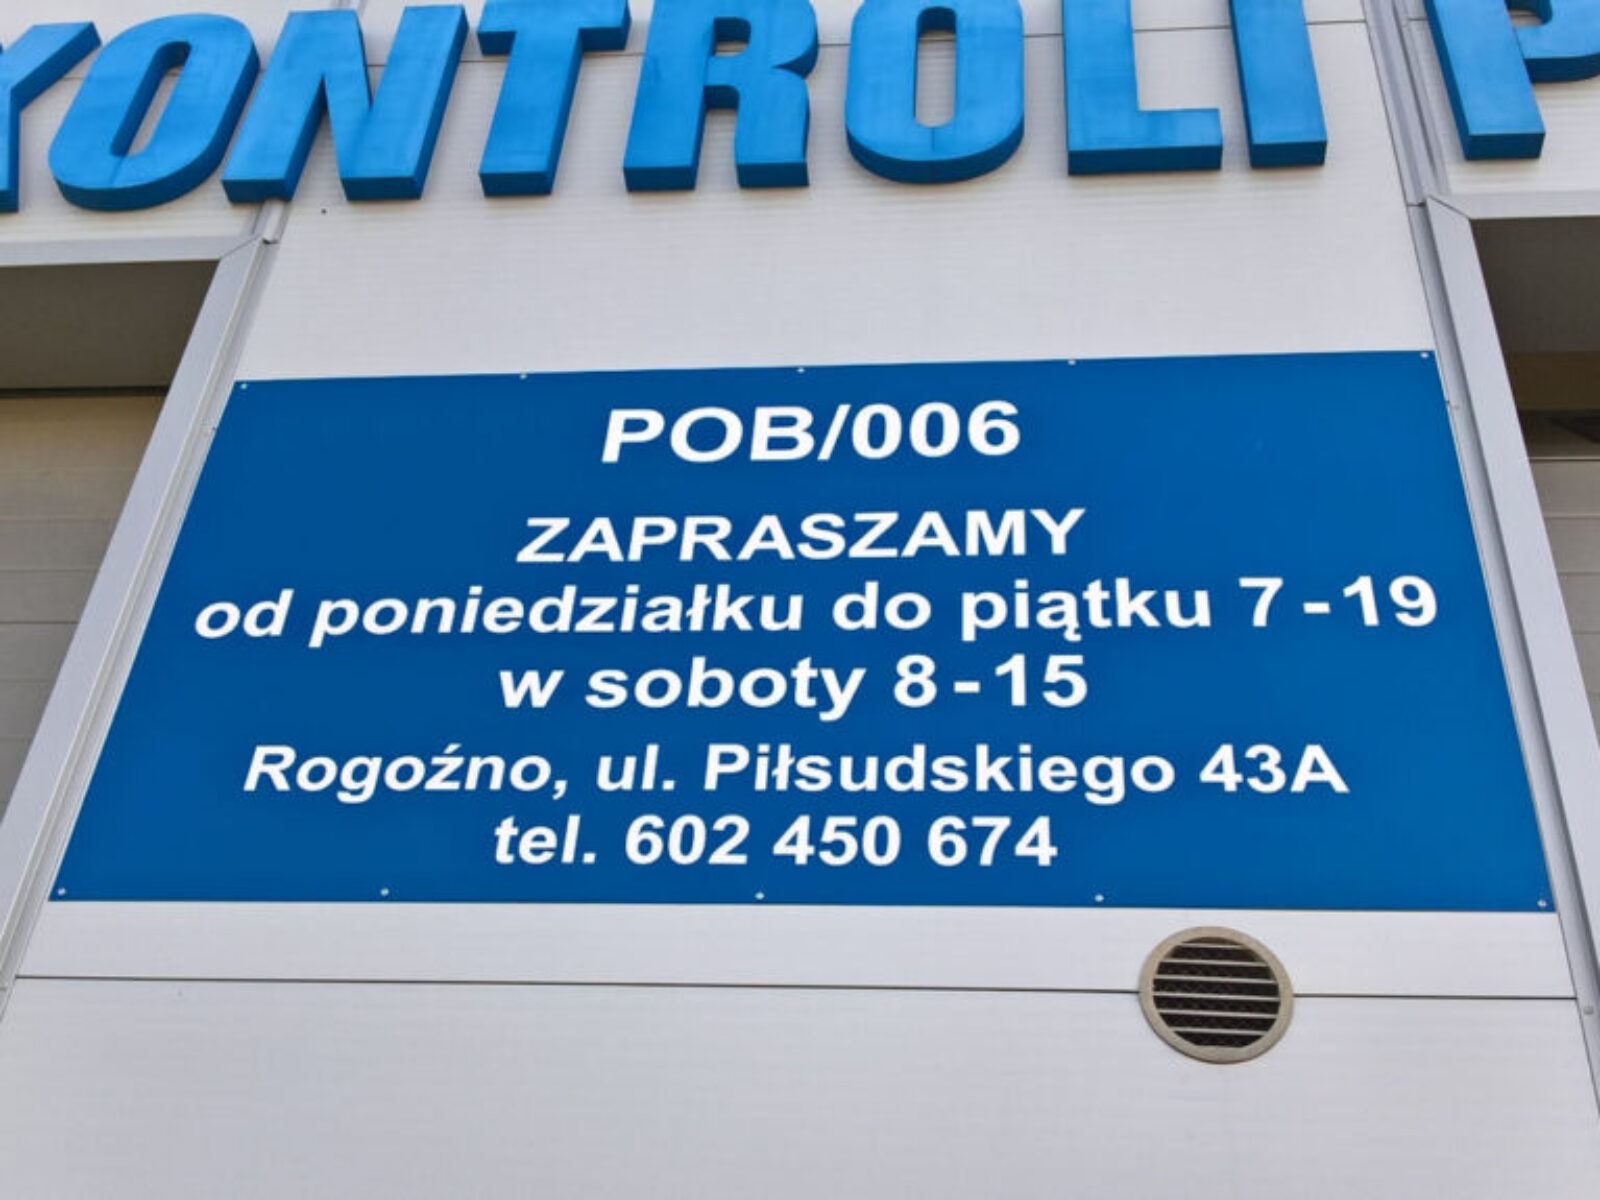 KONTROLI P
POB/006
ZAPRASZAMY
od poniedziałku do piątku 7 - 19
w soboty 8 - 15
Rogoźno, ul. Piłsudskiego 43A
tel. 602 450 674